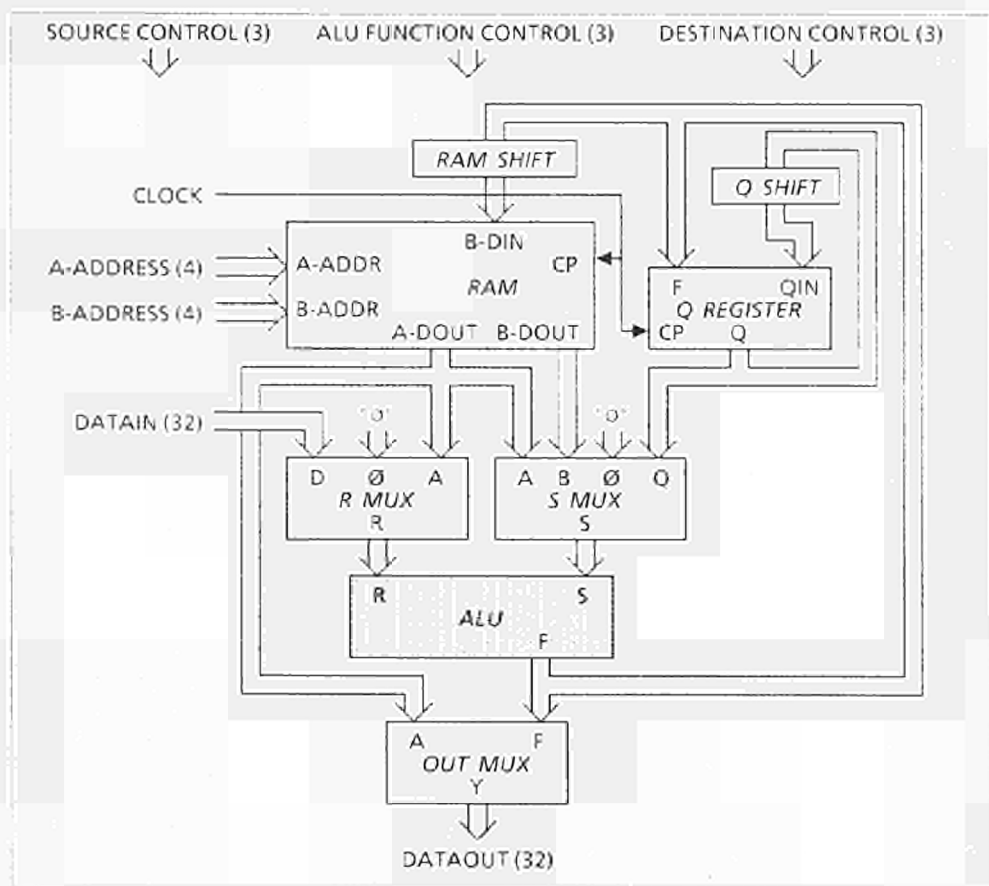 SOURCE CONTROL (3)
ALU FUNCTION CONTROL (3)
DESTINATION CONTROL (3)
RAM SHIFT
Q SHIFT
CLOCK
B-DIN
A-ADDRESS (4)
A-ADDR
CP
RAM
F
QIN
B-ADDRESS (4)
B-ADDR
Q REGISTER
A-DOUT
B-DOUT
CP
Q
DATAIN (32)
"0"
"0"
D
Ø
A
A
B
Ø
Q
R MUX
S MUX
R
S
R
S
ALU
F
A
F
OUT MUX
Y
DATAOUT (32)